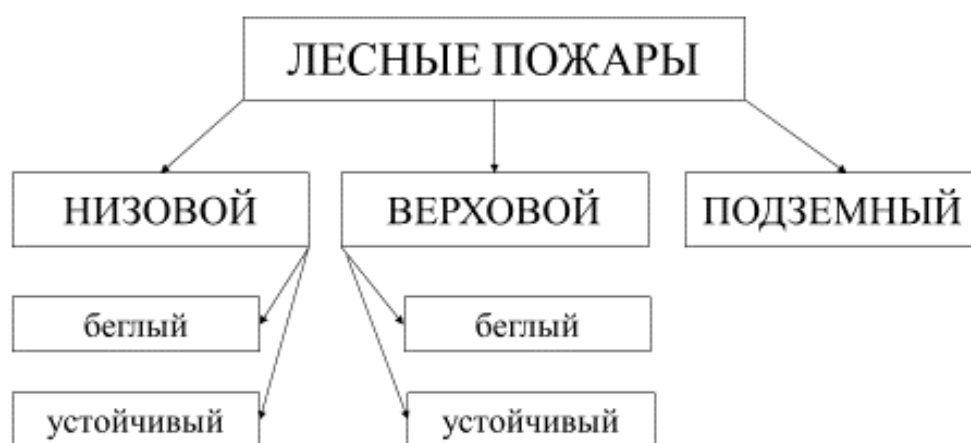 ЛЕСНЫЕ ПОЖАРЫ
НИЗОВОЙ
ВЕРХОВОЙ
ПОДЗЕМНЫЙ
беглый
беглый
устойчивый
устойчивый